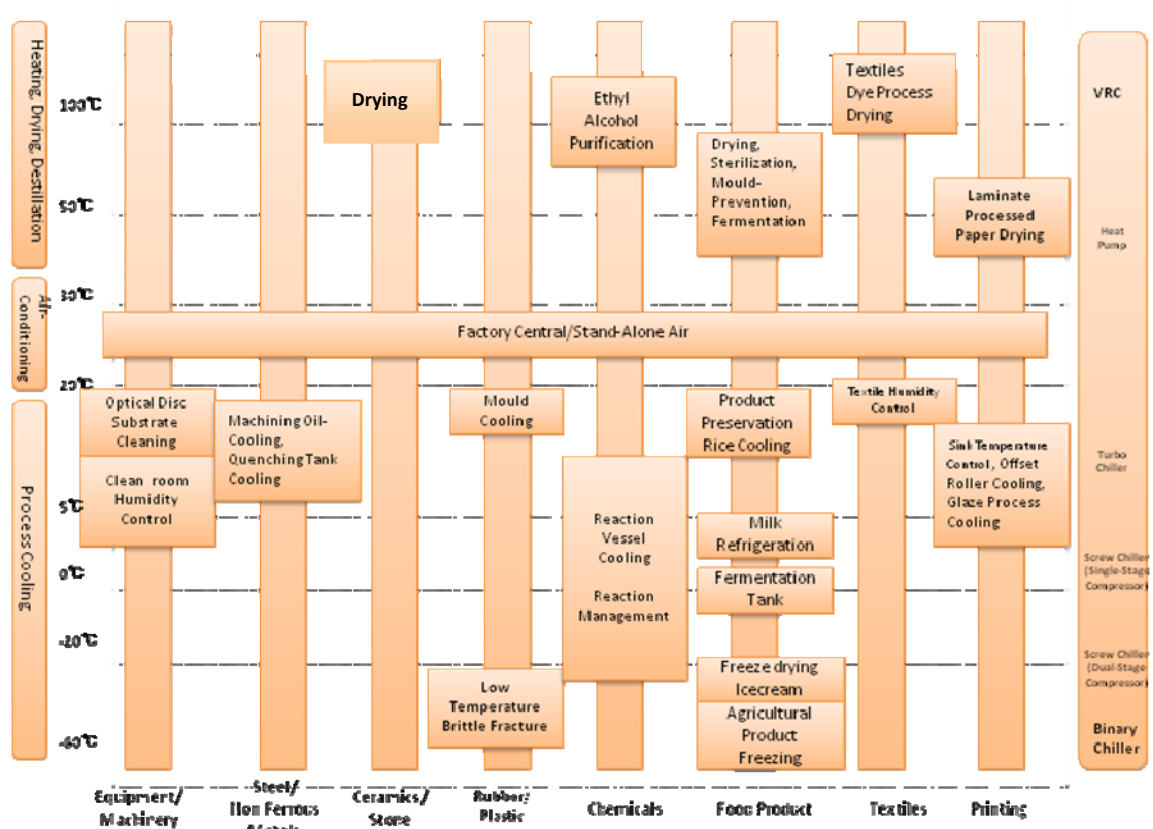 Heating, Drying, Destillation
Air-
Conditioning
Process Cooling
100℃
50℃
30℃
20℃
5℃
0℃
-20℃
-60℃
Drying
Ethyl
Alcohol
Purification
Drying,
Sterilization,
Mould-
Prevention,
Fermentation
Textiles
Dye Process
Drying
Laminate
Processed
Paper Drying
Factory Central/Stand-Alone Air
Optical Disc
Substrate
Cleaning
Clean room
Humidity
Control
Machining Oil-
Cooling,
Quenching Tank
Cooling
Mould
Cooling
Low
Temperature
Brittle Fracture
Reaction
Vessel
Cooling
Reaction
Management
Product
Preservation
Rice Cooling
Milk
Refrigeration
Fermentation
Tank
Freeze drying
Icecream
Agricultural
Product
Freezing
Textile Humidity
Control
Sink Temperature
Control, Offset
Roller Cooling,
Glaze Process
Cooling
VRC
Heat
Pump
Turbo
Chiller
Screw Chiller
(Single-Stage
Compressor)
Screw Chiller
(Dual-Stage
Compressor)
Binary
Chiller
Equipment/
Machinery
Steel/
Non Ferrous
Ceramics/
Stone
Rubber/
Plastic
Chemicals
Food Product
Textiles
Printing